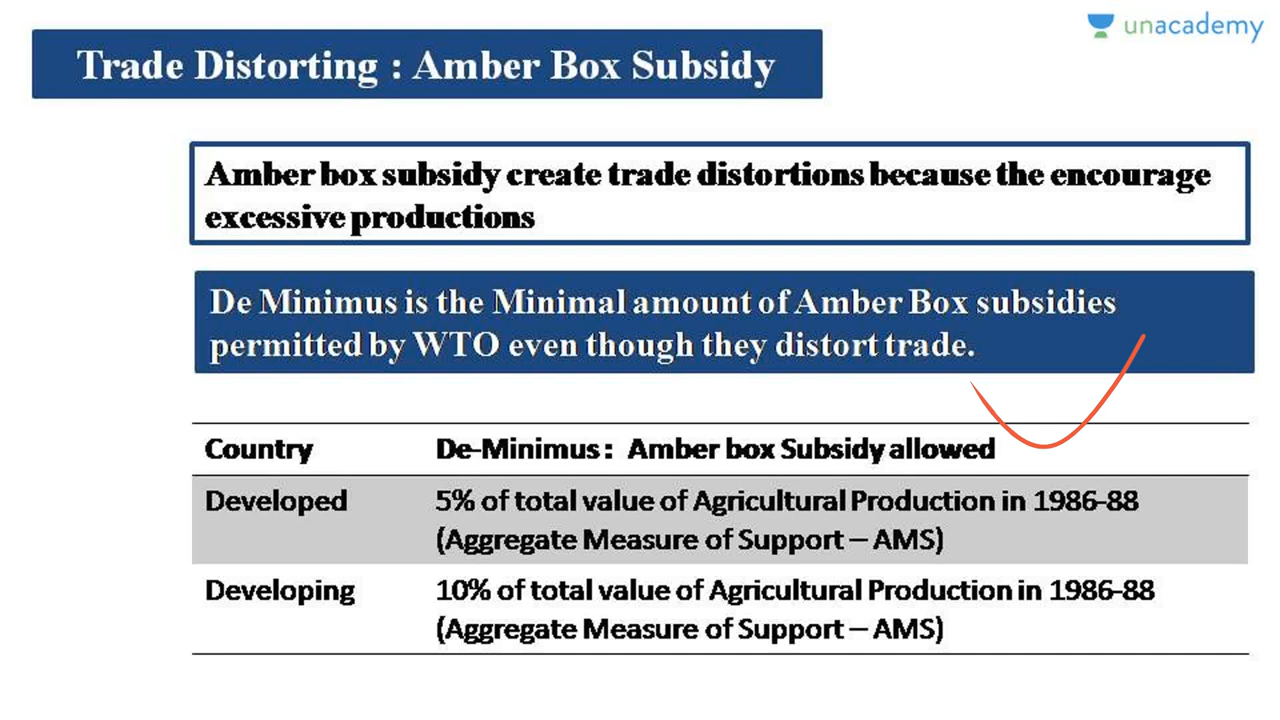 unacademy
Trade Distorting : Amber Box Subsidy
Amber box subsidy create trade distortions because the encourage
excessive productions
De Minimus is the Minimal amount of Amber Box subsidies
permitted by WTO even though they distort trade.
Country De-Minimus : Amber box Subsidy allowed
Developed 5% of total value of Agricultural Production in 1986-88
(Aggregate Measure of Support – AMS)
Developing 10% of total value of Agricultural Production in 1986-88
(Aggregate Measure of Support – AMS)